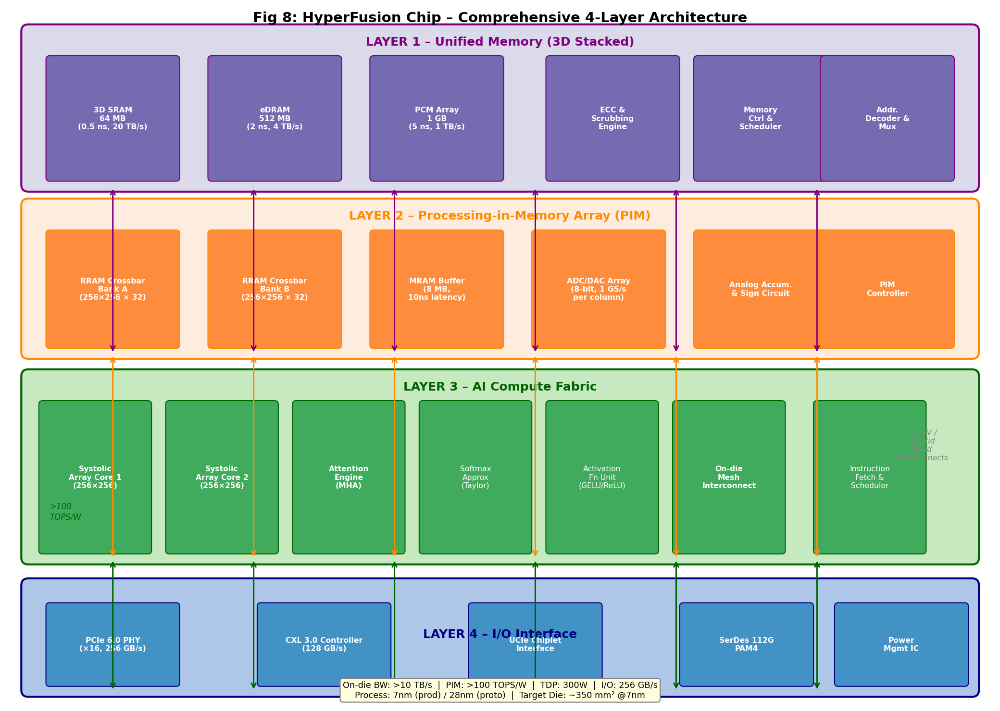 Fig 8: HyperFusion Chip – Comprehensive 4-Layer Architecture
LAYER 1 – Unified Memory (3D Stacked)
3D SRAM
64 MB
(0.5 ns, 20 TB/s)
eDRAM
512 MB
(2 ns, 4 TB/s)
PCM Array
1 GB
(5 ns, 1 TB/s)
ECC &
Scrubbing
Engine
Memory
Ctrl &
Scheduler
Addr.
Decoder &
Mux
LAYER 2 – Processing-in-Memory Array (PIM)
RRAM Crossbar
Bank A
(256×256 × 32)
RRAM Crossbar
Bank B
(256×256 × 32)
MRAM Buffer
(8 MB,
10ns latency)
ADC/DAC Array
(8-bit, 1 GS/s
per column)
Analog Accum.
& Sign Circuit
PIM
Controller
LAYER 3 – AI Compute Fabric
Systolic
Array Core 1
(256×256)
>100
TOPS/W
Systolic
Array Core 2
(256×256)
Attention
Engine
(MHA)
Softmax
Approx
(Taylor)
Activation
Fn Unit
(GELU/ReLU)
On-die
Mesh
Interconnect
Instruction
Fetch &
Scheduler
← TSV /
Hybrid
Bond
Interconnects
LAYER 4 – I/O Interface
PCIe 6.0 PHY
(×16, 256 GB/s)
CXL 3.0 Controller
(128 GB/s)
UCIe Chiplet
Interface
SerDes 112G
PAM4
Power
Mgmt IC
On-die BW: >10 TB/s | PIM: >100 TOPS/W | TDP: 300W | I/O: 256 GB/s
Process: 7nm (prod) / 28nm (proto) | Target Die: ~350 mm² @7nm